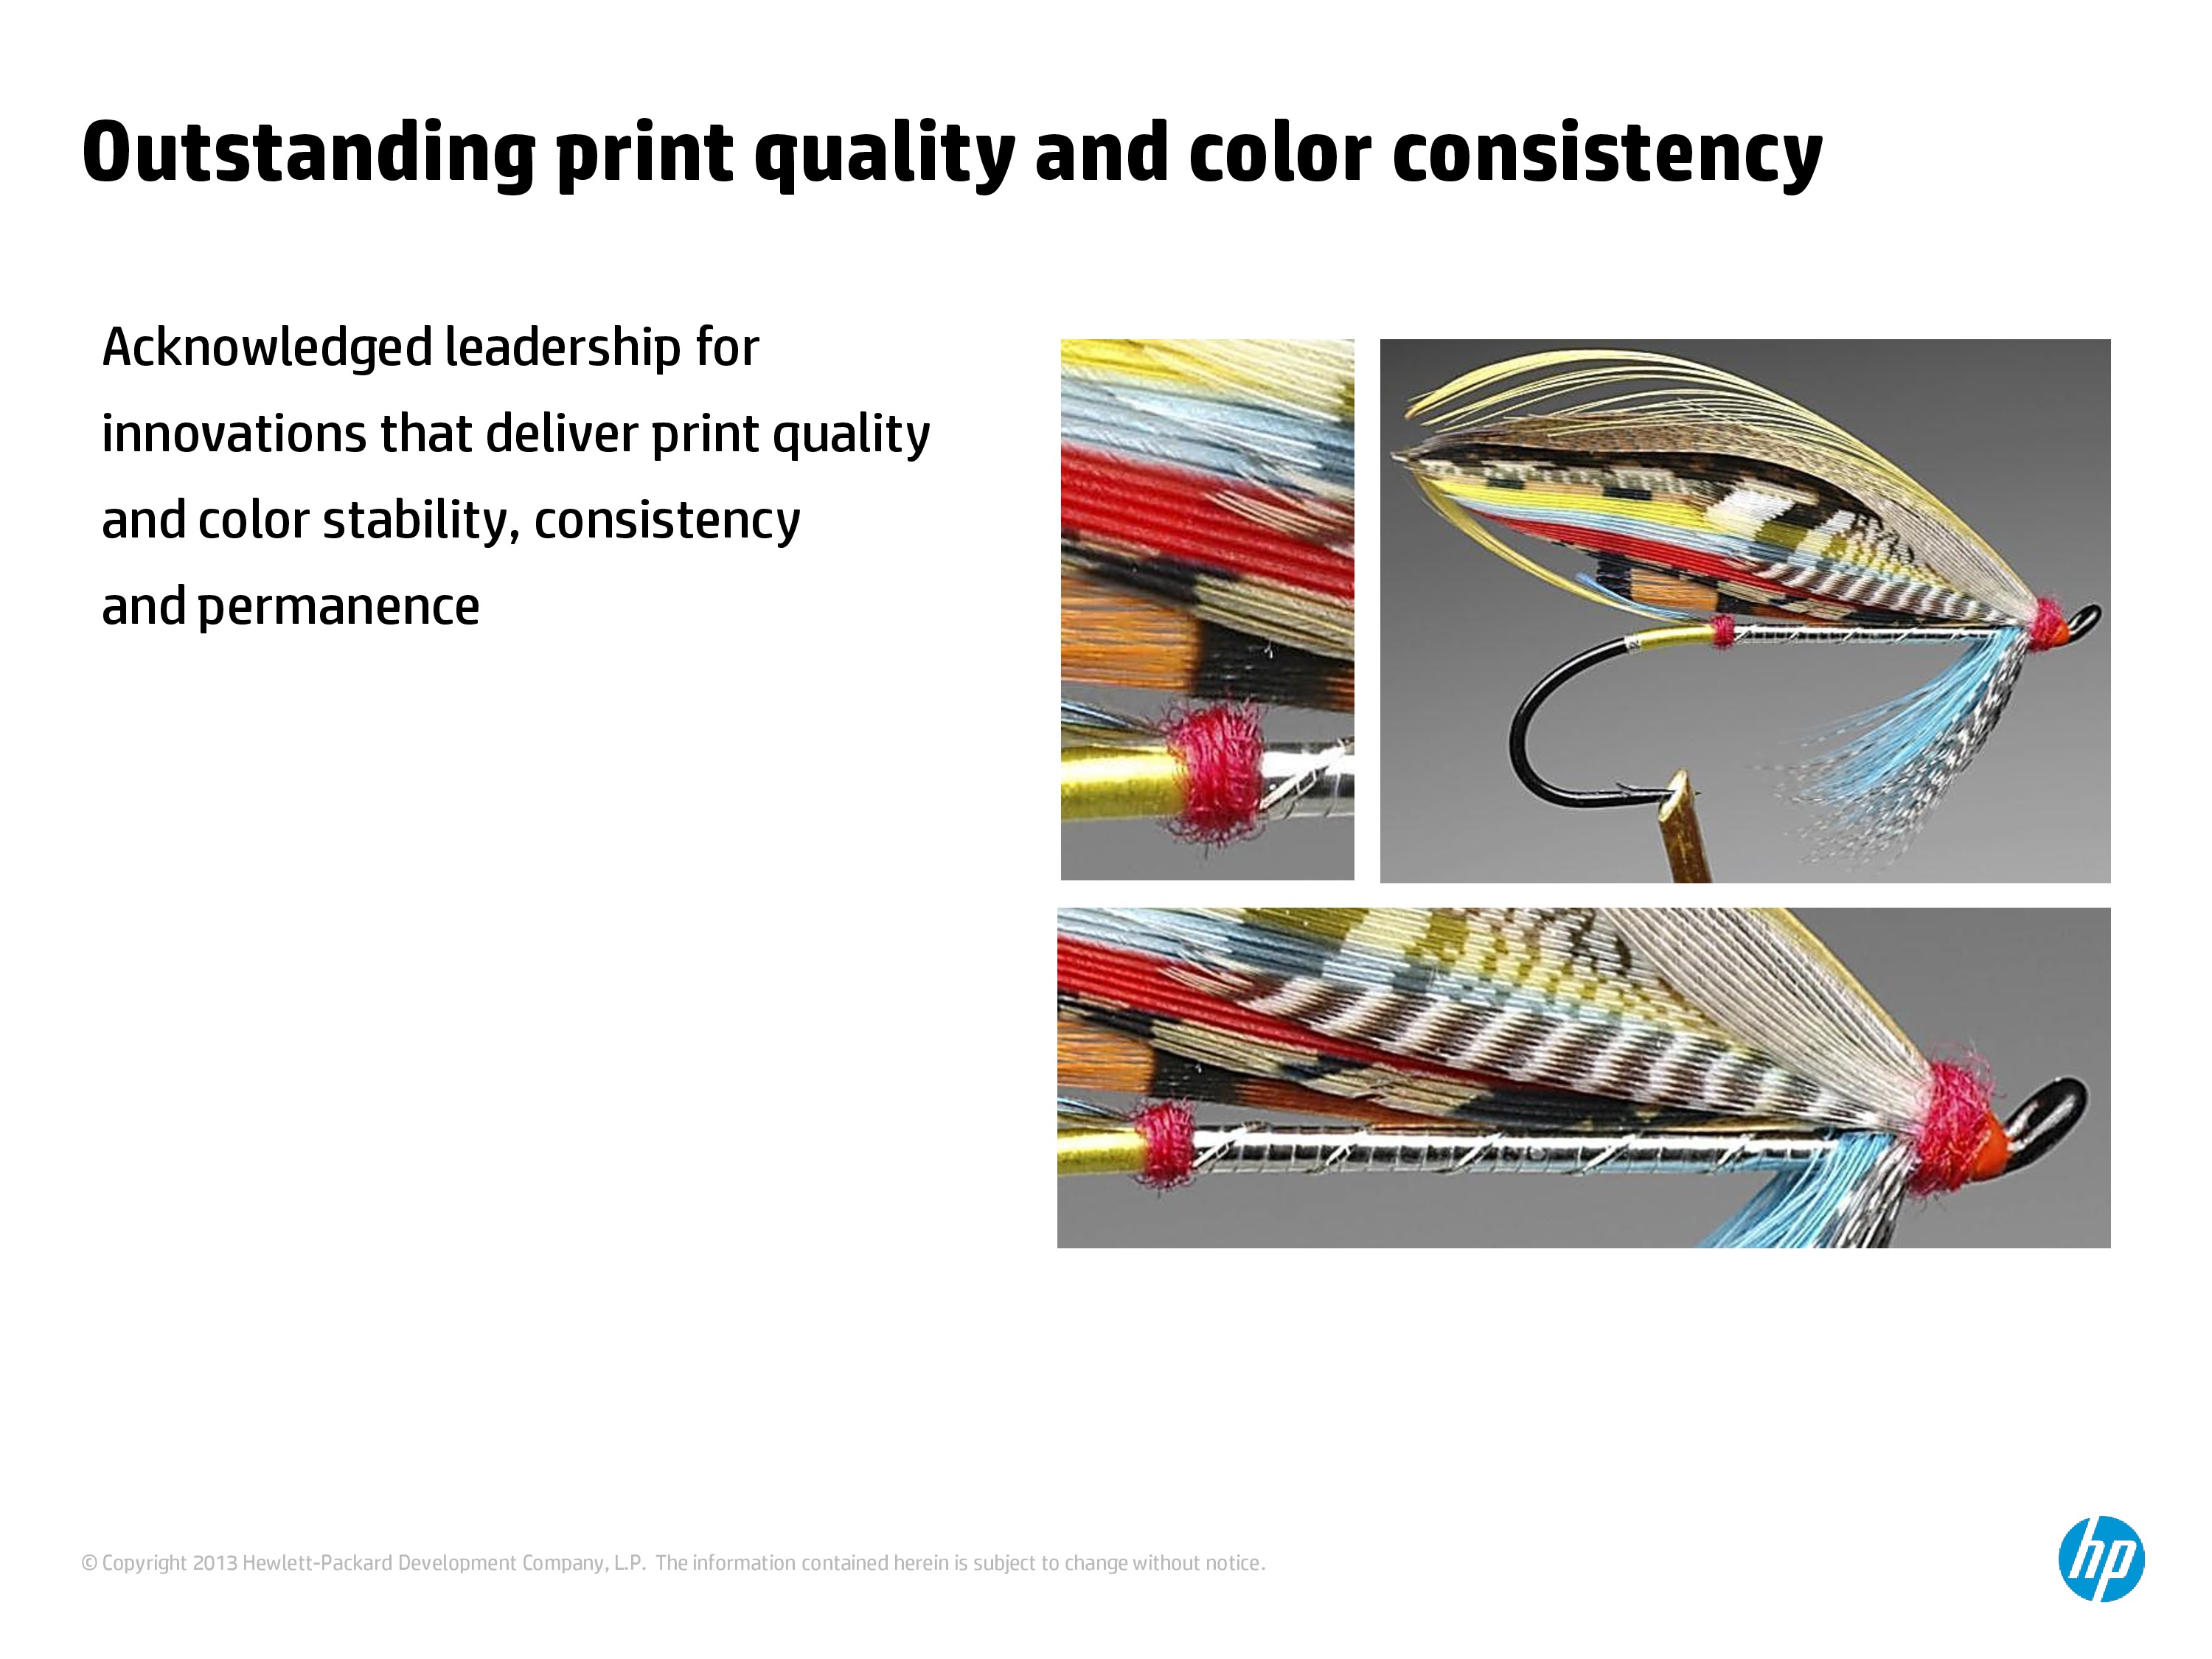 Outstanding print quality and color consistency
Acknowledged leadership for
innovations that deliver print quality
and color stability, consistency
and permanence
© Copyright 2013 Hewlett-Packard Development Company, L.P. The information contained herein is subject to change without notice.
hp